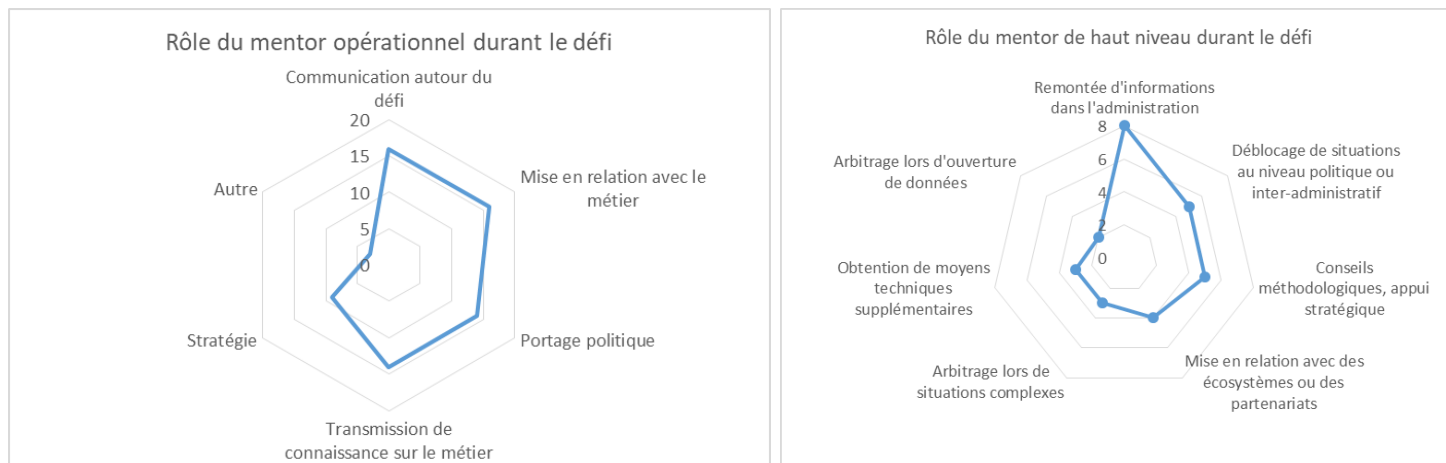 Rôle du mentor opérationnel durant le défi
Communication autour du
défi
20
15
10
5
0
Mise en relation avec le
métier
Portage politique
Transmission de
connaissance sur le métier
Stratégie
Autre
Rôle du mentor de haut niveau durant le défi
Remontée d'informations
dans l'administration
8
6
4
2
0
Déblocage de situations
au niveau politique ou
inter-administratif
Conseils
méthodologiques, appui
stratégique
Mise en relation avec des
écosystèmes ou des
partenariats
Arbitrage lors de
situations complexes
Obtention de moyens
techniques
supplémentaires
Arbitrage lors d'ouverture
de données